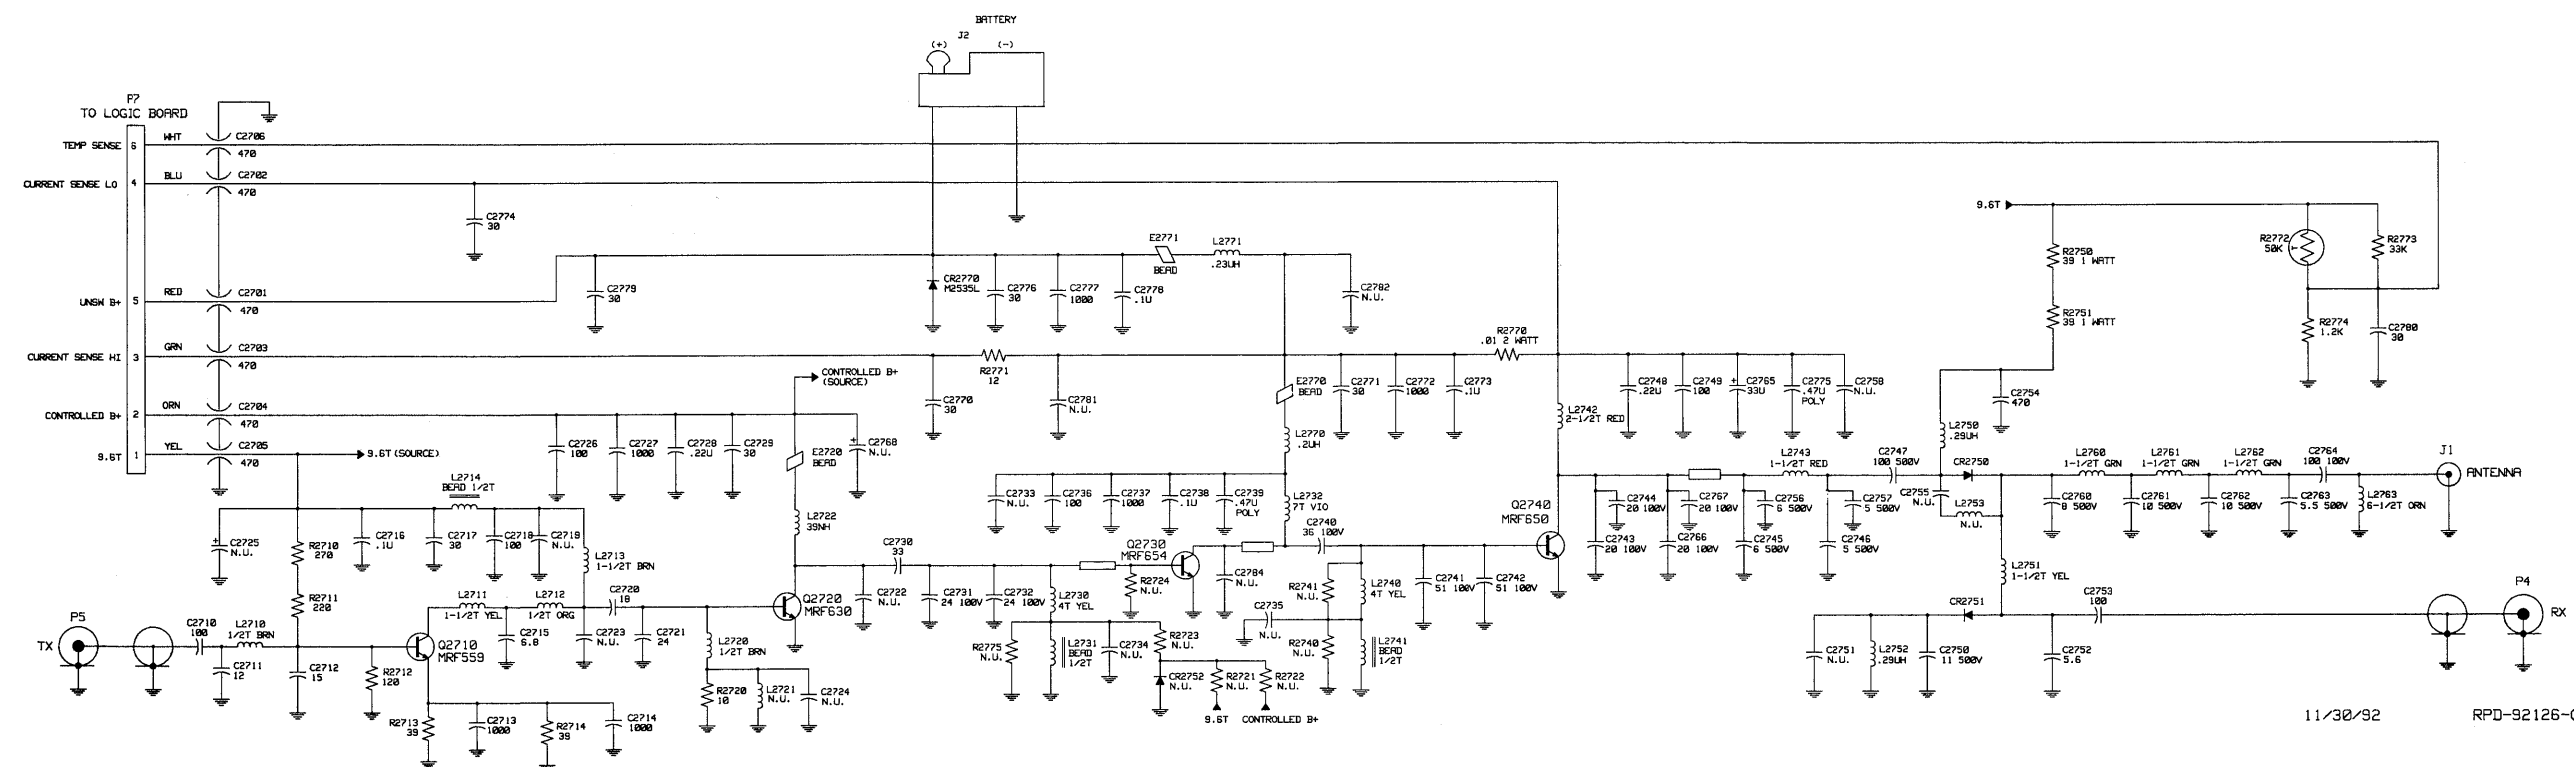 BATTERY
J2
(+)
(-)
P7
TO LOGIC BOARD
TEMP SENSE 6 WHT C2706 470
CURRENT SENSE LO 4 BLU C2702 470
C2774 30
UNSW B+ 5 RED C2701 470
CURRENT SENSE HI 3 GRN C2703 470
CONTROLLED B+ 2 ORN C2704 470
9.6T 1 YEL C2705 470
9.6T (SOURCE)
CONTROLLED B+ (SOURCE)
C2779 30
CR2770 M2535L
C2776 30
C2777 1000
C2778 .1U
E2771 BEAD
L2771 .23UH
C2782 N.U.
R2771 12
C2770 30
C2781 N.U.
E2770 BEAD
C2771 30
C2772 1000
C2773 .1U
R2770 .01 2 WATT
C2748 .22U
C2749 100
C2765 33U
C2775 .47U POLY
C2758 N.U.
9.6T
R2750 39 1 WATT
R2751 39 1 WATT
R2772 50K
T
R2773 33K
R2774 1.2K
C2780 30
C2754 470
L2750 .29UH
L2742 2-1/2T RED
L2770 .2UH
C2726 100
C2727 1000
C2728 .22U
C2729 30
E2720 BEAD
C2768 N.U.
L2722 39NH
L2714 BEAD 1/2T
C2725 N.U.
R2710 270
C2716 .1U
C2717 30
C2718 100
C2719 N.U.
L2713 1-1/2T BRN
R2711 220
C2733 N.U.
C2736 100
C2737 1000
C2738 .1U
C2739 .47U POLY
L2732 7T VIO
C2740 36 100V
Q2740 MRF650
C2743 20 100V
C2744 20 100V
C2766 20 100V
C2767 20 100V
C2745 6 500V
C2756 6 500V
L2743 1-1/2T RED
C2746 5 500V
C2757 5 500V
C2747 100 500V
C2755 N.U.
CR2750
L2753 N.U.
L2760 1-1/2T GRN
L2761 1-1/2T GRN
L2762 1-1/2T GRN
C2764 100 100V
C2760 8 500V
C2761 10 500V
C2762 10 500V
C2763 5.5 500V
L2763 6-1/2T ORN
J1 ANTENNA
P5
TX
C2710 100
L2710 1/2T BRN
C2711 12
C2712 15
R2712 120
Q2710 MRF559
L2711 1-1/2T YEL
L2712 1/2T ORG
C2715 6.8
C2720 18
C2723 N.U.
C2721 24
R2713 39
C2713 1000
R2714 39
C2714 1000
Q2720 MRF630
L2720 1/2T BRN
R2720 10
L2721 N.U.
C2724 N.U.
C2730 33
C2722 N.U.
C2731 24 100V
C2732 24 100V
L2730 4T YEL
R2724 N.U.
Q2730 MRF654
C2784 N.U.
R2775 N.U.
L2731 BEAD 1/2T
C2734 N.U.
R2723 N.U.
CR2752 N.U.
R2721 N.U.
R2722 N.U.
9.6T CONTROLLED B+
C2735 N.U.
R2741 N.U.
R2740 N.U.
L2740 4T YEL
L2741 BEAD 1/2T
C2741 51 100V
C2742 51 100V
L2751 1-1/2T YEL
CR2751
C2753 100
C2751 N.U.
L2752 .29UH
C2750 11 500V
C2752 5.6
P4
RX
11/30/92 RPD-92126-